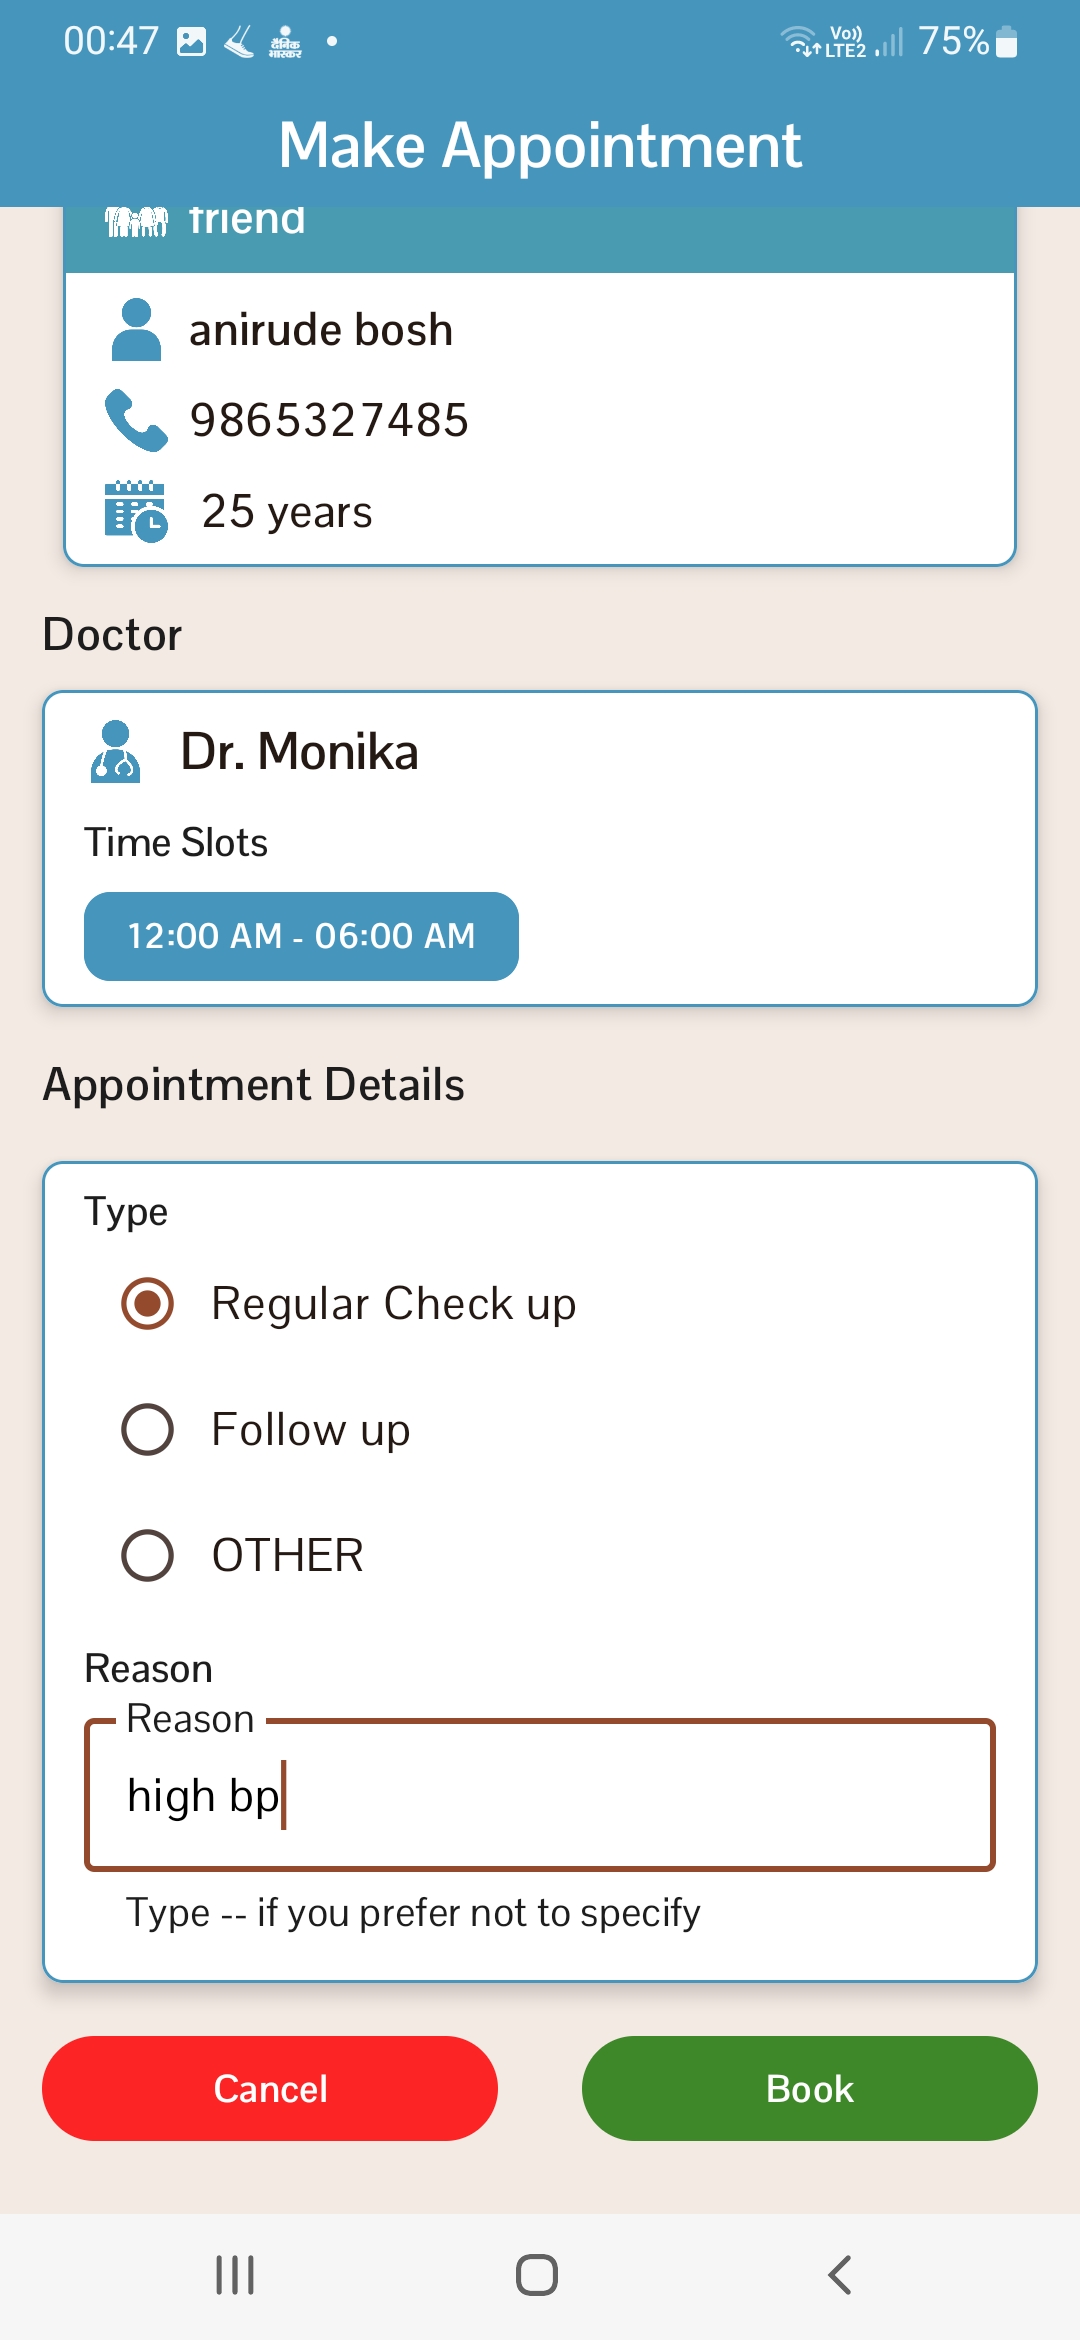 00:47 दैनिक भास्कर Vo)) LTE2 75%
Make Appointment
friend
anirude bosh
9865327485
25 years
Doctor
Dr. Monika
Time Slots
12:00 AM - 06:00 AM
Appointment Details
Type
Regular Check up
Follow up
OTHER
Reason
Reason
high bp
Type -- if you prefer not to specify
Cancel Book